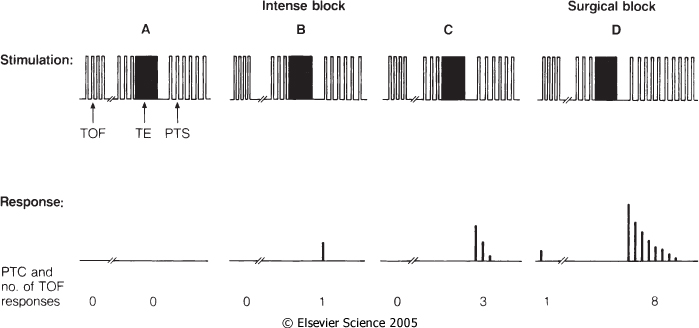 Intense block
Surgical block
A
B
C
D
Stimulation:
TOF
TE
PTS
Response:
PTC and
no. of TOF
responses
0
0
0
1
0
3
1
8
© Elsevier Science 2005